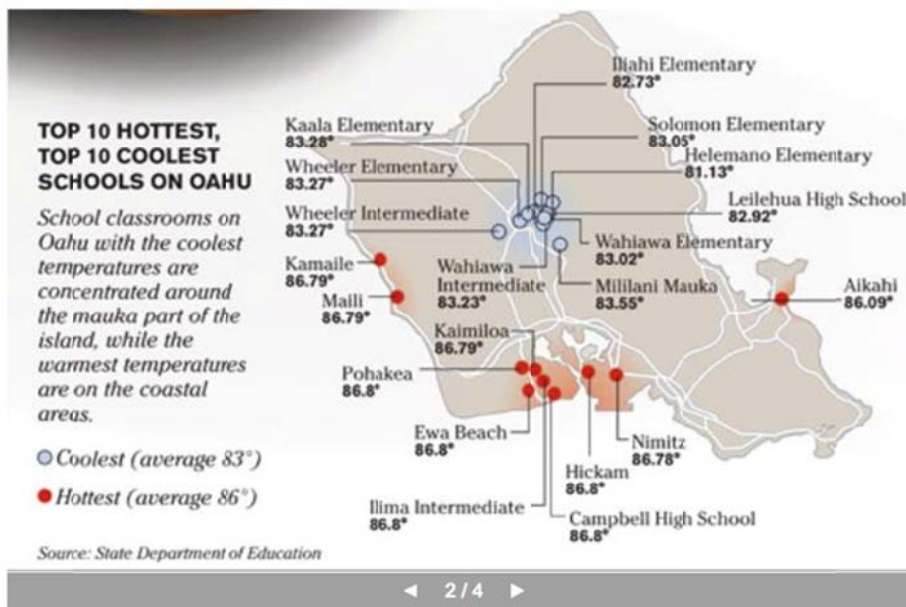 TOP 10 HOTTEST,
TOP 10 COOLEST
SCHOOLS ON OAHU
School classrooms on
Oahu with the coolest
temperatures are
concentrated around
the mauka part of the
island, while the
warmest temperatures
are on the coastal
areas.
Coolest (average 83°)
Hottest (average 86°)
Source: State Department of Education
Iliahi Elementary
82.73°
Kaala Elementary
83.28°
Solomon Elementary
83.05°
Wheeler Elementary
83.27°
Helemano Elementary
81.13°
Wheeler Intermediate
83.27°
Leilehua High School
82.92°
Wahiawa Elementary
83.02°
Kamaile
86.79°
Wahiawa
Intermediate
83.23°
Mililani Mauka
83.55°
Aikahi
86.09°
Maili
86.79°
Kaimiloa
86.79°
Pohakea
86.8°
Ewa Beach
86.8°
Nimitz
86.78°
Hickam
86.8°
Ilima Intermediate
86.8°
Campbell High School
86.8°
2/4